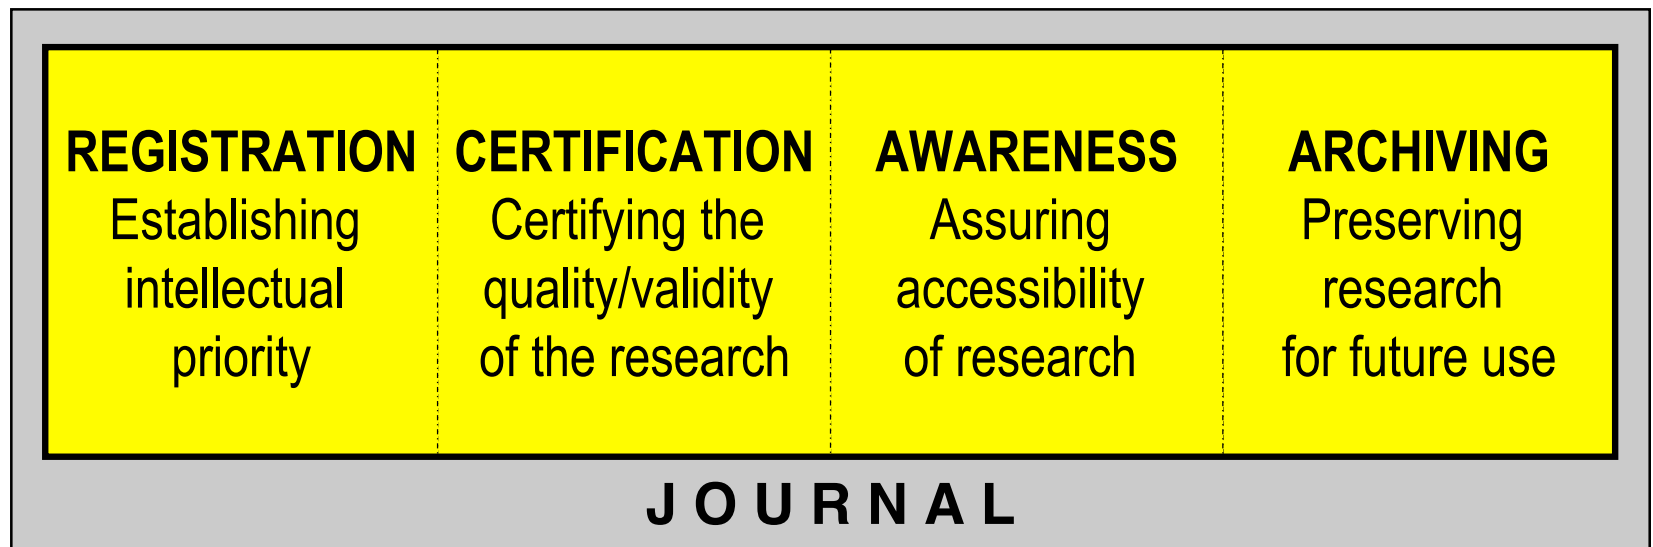 REGISTRATION
Establishing
intellectual
priority
CERTIFICATION
Certifying the
quality/validity
of the research
AWARENESS
Assuring
accessibility
of research
ARCHIVING
Preserving
research
for future use
JOURNAL